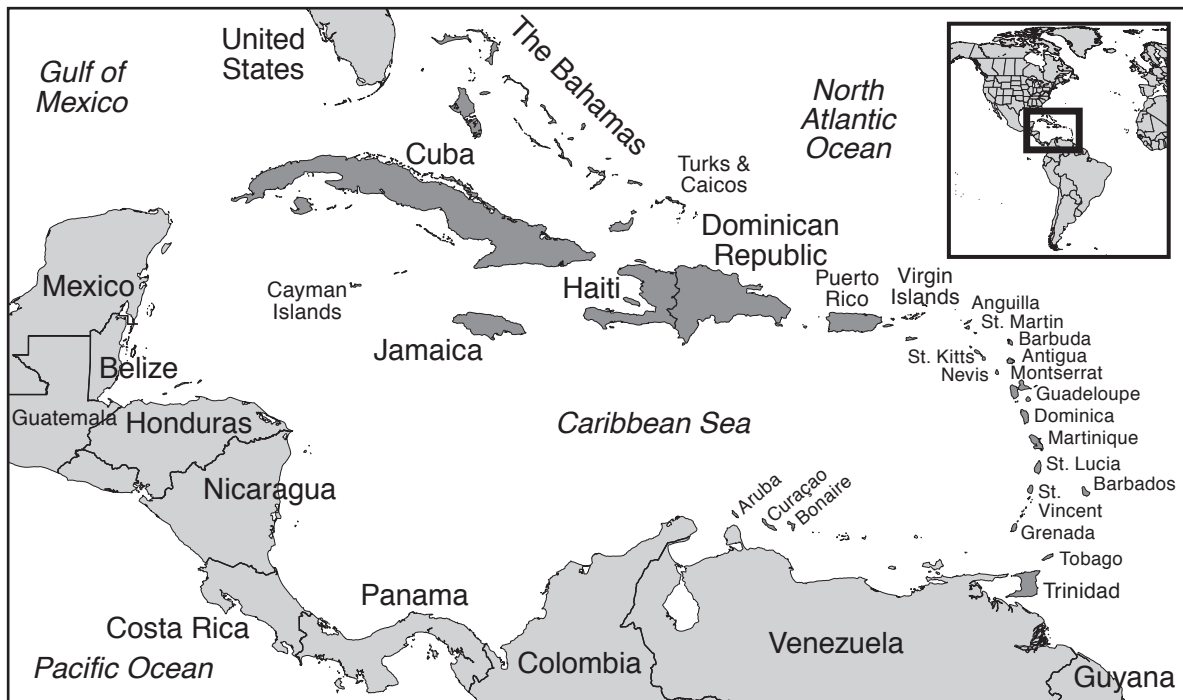 United
States
Gulf of
Mexico
The Bahamas
North
Atlantic
Ocean
Cuba
Turks &
Caicos
Dominican
Republic
Mexico
Cayman
Islands
Haiti
Puerto
Rico
Virgin
Islands
Anguilla
St. Martin
Barbuda
Antigua
Montserrat
St. Kitts
Nevis
Jamaica
Belize
Guadeloupe
Guatemala
Honduras
Caribbean Sea
Dominica
Martinique
St. Lucia
Nicaragua
Aruba
Curaçao
Bonaire
St.
Vincent
Barbados
Grenada
Tobago
Trinidad
Panama
Costa Rica
Pacific Ocean
Colombia
Venezuela
Guyana